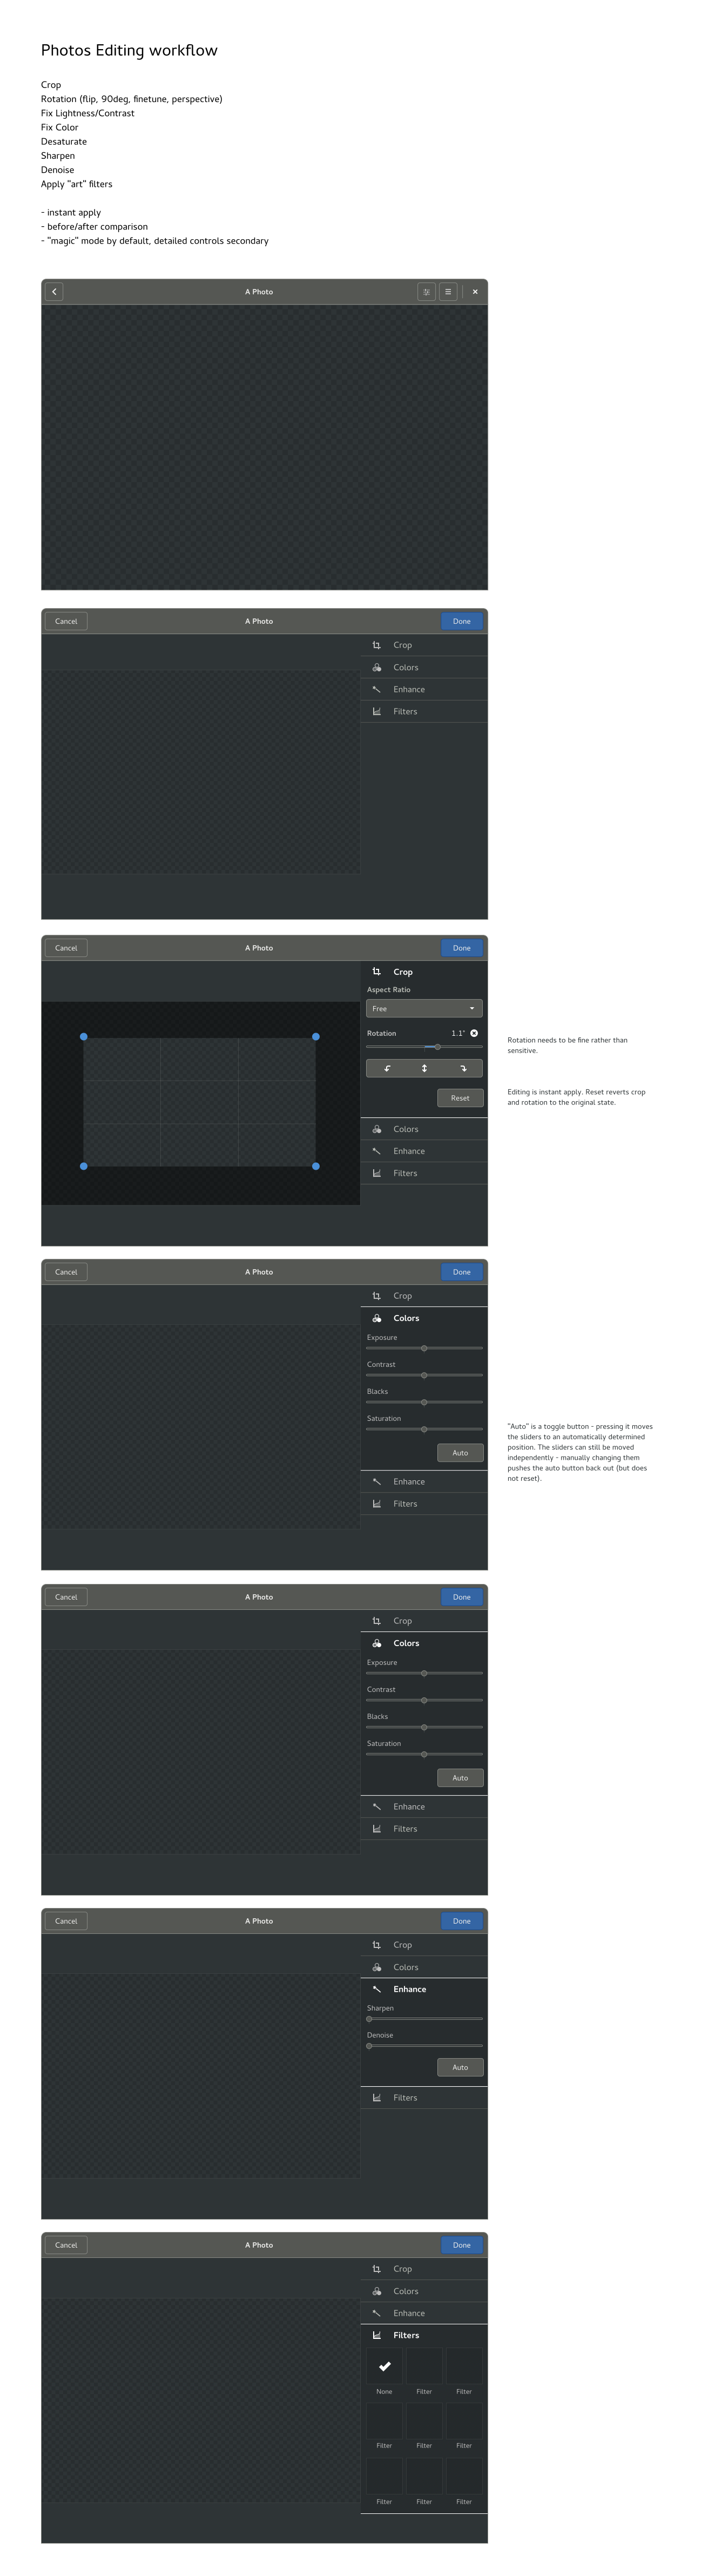 Photos Editing workflow
Crop
Rotation (flip, 90deg, finetune, perspective)
Fix Lightness/Contrast
Fix Color
Desaturate
Sharpen
Denoise
Apply "art" filters
- instant apply
- before/after comparison
- "magic" mode by default, detailed controls secondary
A Photo
Cancel
A Photo
Done
Crop
Colors
Enhance
Filters
Cancel
A Photo
Done
Crop
Aspect Ratio
Free
Rotation 1.1°
Reset
Colors
Enhance
Filters
Rotation needs to be fine rather than
sensitive.
Editing is instant apply. Reset reverts crop
and rotation to the original state.
Cancel
A Photo
Done
Crop
Colors
Exposure
Contrast
Blacks
Saturation
Auto
Enhance
Filters
"Auto" is a toggle button - pressing it moves
the sliders to an automatically determined
position. The sliders can still be moved
independently - manually changing them
pushes the auto button back out (but does
not reset).
Cancel
A Photo
Done
Crop
Colors
Exposure
Contrast
Blacks
Saturation
Auto
Enhance
Filters
Cancel
A Photo
Done
Crop
Colors
Enhance
Sharpen
Denoise
Auto
Filters
Cancel
A Photo
Done
Crop
Colors
Enhance
Filters
None Filter Filter
Filter Filter Filter
Filter Filter Filter